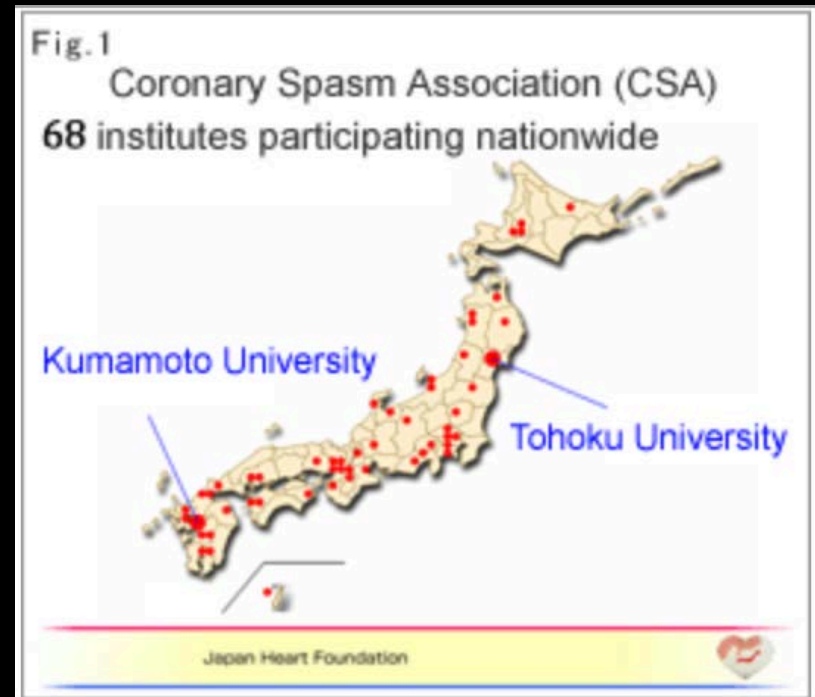 Fig.1
Coronary Spasm Association (CSA)
68 institutes participating nationwide
Kumamoto University
Tohoku University
Japan Heart Foundation